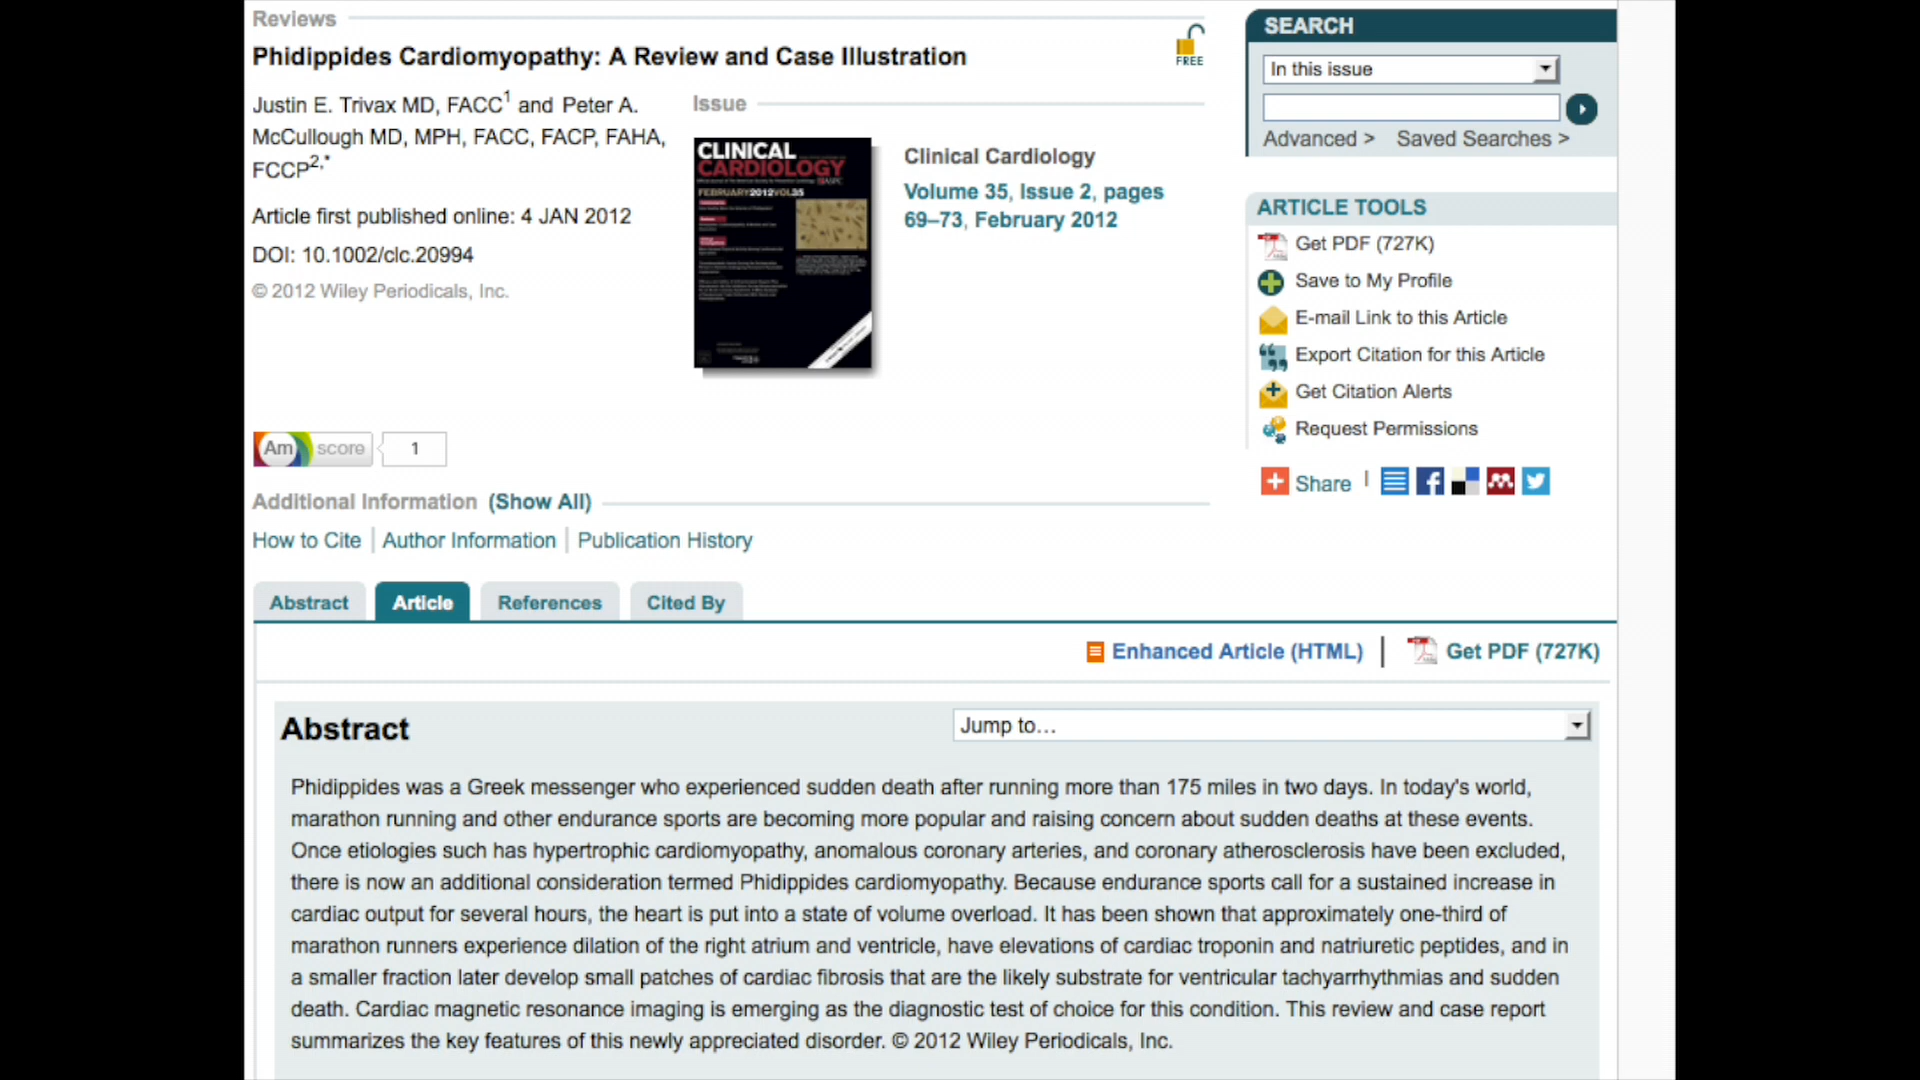 Reviews
Phidippides Cardiomyopathy: A Review and Case Illustration
FREE
Justin E. Trivax MD, FACC1 and Peter A.
McCullough MD, MPH, FACC, FACP, FAHA,
FCCP2,*
Article first published online: 4 JAN 2012
DOI: 10.1002/clc.20994
© 2012 Wiley Periodicals, Inc.
Issue
CLINICAL
CARDIOLOGY
FEBRUARY2012VOL35
Clinical Cardiology
Volume 35, Issue 2, pages
69–73, February 2012
Am score 1
Additional Information (Show All)
How to Cite
Author Information
Publication History
Abstract
Article
References
Cited By
Enhanced Article (HTML)
Get PDF (727K)
Abstract
Jump to…
Phidippides was a Greek messenger who experienced sudden death after running more than 175 miles in two days. In today's world,
marathon running and other endurance sports are becoming more popular and raising concern about sudden deaths at these events.
Once etiologies such has hypertrophic cardiomyopathy, anomalous coronary arteries, and coronary atherosclerosis have been excluded,
there is now an additional consideration termed Phidippides cardiomyopathy. Because endurance sports call for a sustained increase in
cardiac output for several hours, the heart is put into a state of volume overload. It has been shown that approximately one-third of
marathon runners experience dilation of the right atrium and ventricle, have elevations of cardiac troponin and natriuretic peptides, and in
a smaller fraction later develop small patches of cardiac fibrosis that are the likely substrate for ventricular tachyarrhythmias and sudden
death. Cardiac magnetic resonance imaging is emerging as the diagnostic test of choice for this condition. This review and case report
summarizes the key features of this newly appreciated disorder. © 2012 Wiley Periodicals, Inc.
SEARCH
In this issue
Advanced > Saved Searches >
ARTICLE TOOLS
Get PDF (727K)
Save to My Profile
E-mail Link to this Article
Export Citation for this Article
Get Citation Alerts
Request Permissions
Share